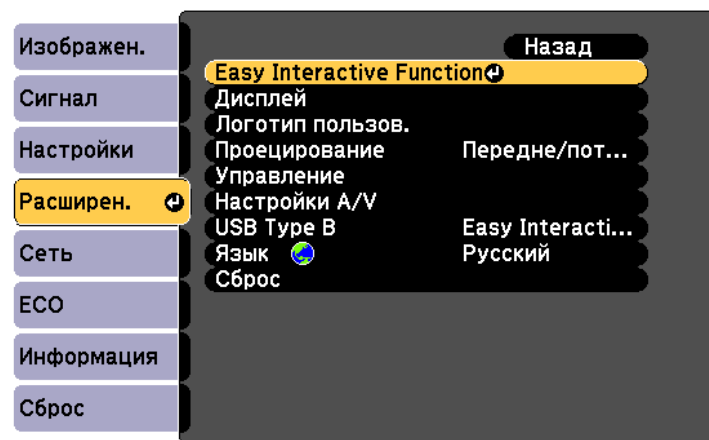 Изображен.
Сигнал
Настройки
Расширен.
Сеть
ECO
Информация
Сброс
Назад
Easy Interactive Function
Дисплей
Логотип пользов.
Проецирование Передне/пот...
Управление
Настройки A/V
USB Type B Easy Interacti...
Язык Русский
Сброс